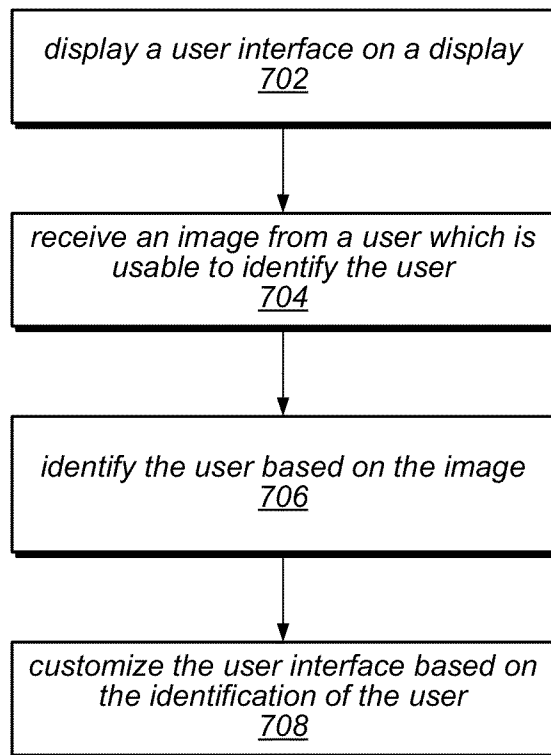 display a user interface on a display
702
receive an image from a user which is
usable to identify the user
704
identify the user based on the image
706
customize the user interface based on
the identification of the user
708